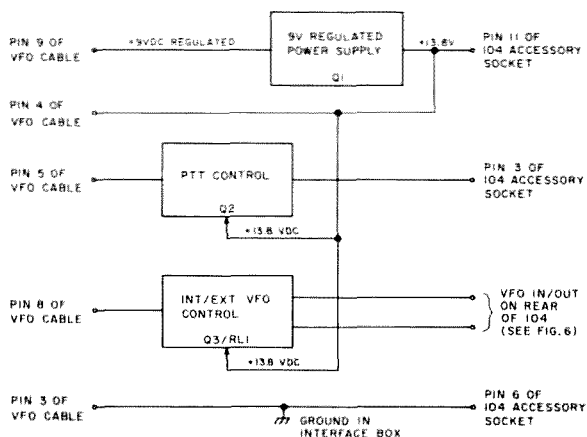 PIN 9 OF
VFO CABLE
+9VDC REGULATED
9V REGULATED
POWER SUPPLY
Q1
+13.8V
PIN 11 OF
104 ACCESSORY
SOCKET
PIN 4 OF
VFO CABLE
PIN 5 OF
VFO CABLE
PTT CONTROL
Q2
+13.8 VDC
PIN 3 OF
104 ACCESSORY
SOCKET
PIN 8 OF
VFO CABLE
INT/EXT VFO
CONTROL
Q3/RL1
+13.8 VDC
VFO IN/OUT
ON REAR
OF 104
(SEE FIG.6)
PIN 3 OF
VFO CABLE
GROUND IN
INTERFACE BOX
PIN 6 OF
104 ACCESSORY
SOCKET